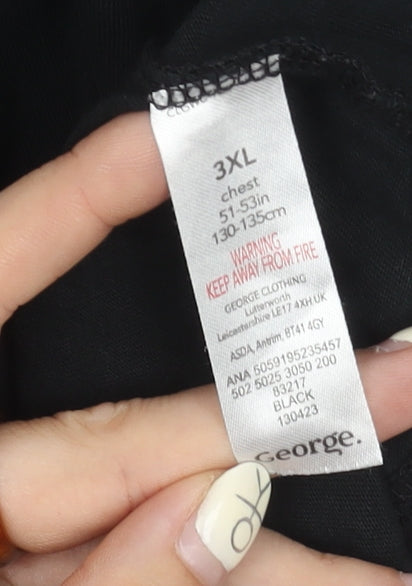 3XL
chest
51-53in
130-135cm
WARNING
KEEP AWAY FROM FIRE
GEORGE CLOTHING
Lutterworth
Leicestershire LE17 4XH UK
ASDA, Antrim, BT41 4GY
ANA 5059195235457
502 5025 3050 200
83217
BLACK
130423
George.